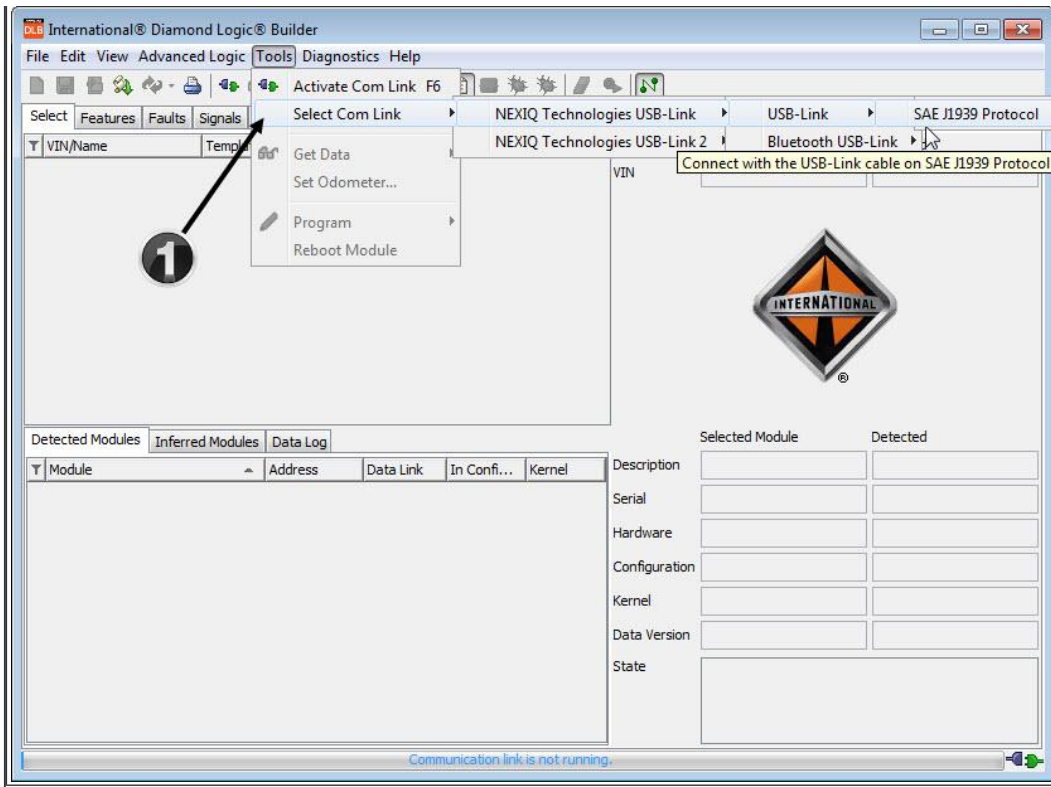 DLB International® Diamond Logic® Builder
File Edit View Advanced Logic Tools Diagnostics Help
Activate Com Link F6
Select Com Link
NEXIQ Technologies USB-Link
USB-Link
SAE J1939 Protocol
NEXIQ Technologies USB-Link 2
Bluetooth USB-Link
Connect with the USB-Link cable on SAE J1939 Protocol
Get Data
Set Odometer...
Program
Reboot Module
Select Features Faults Signals
VIN/Name
VIN
1
INTERNATIONAL
®
Detected Modules Inferred Modules Data Log
Module Address Data Link In Confi... Kernel
Selected Module Detected
Description
Serial
Hardware
Configuration
Kernel
Data Version
State
Communication link is not running.